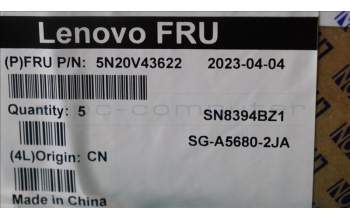 Lenovo FRU
(P)FRU P/N: 5N20V43622 2023-04-04
Quantity: 5 SN8394BZ1
SG-A5680-2JA
(4L)Origin: CN
Made in China